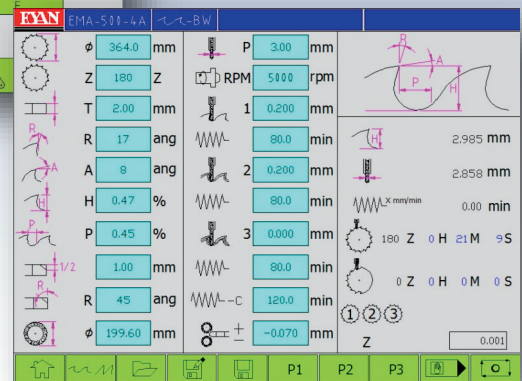 E
EYAN EMA-500-4A -BW
ø 364.0 mm P 3.00 mm
Z 180 Z RPM 5000 rpm
T 2.00 mm 1 0.200 mm
R
R 17 ang 80.0 min
A
A 8 ang 2 0.200 mm
H
H 0.47 % 80.0 min
P
P 0.45 % 3 0.000 mm
1/2 1.00 mm 80.0 min
R
R 45 ang -C 120.0 min
ø 199.60 mm ± -0.070 mm
R
A
P
H
H 2.985 mm
2.858 mm
X mm/min 0.00 min
180 Z 0 H 21 M 9 S
0 Z 0 H 0 M 0 S
1 2 3
Z 0.001
P1 P2 P3